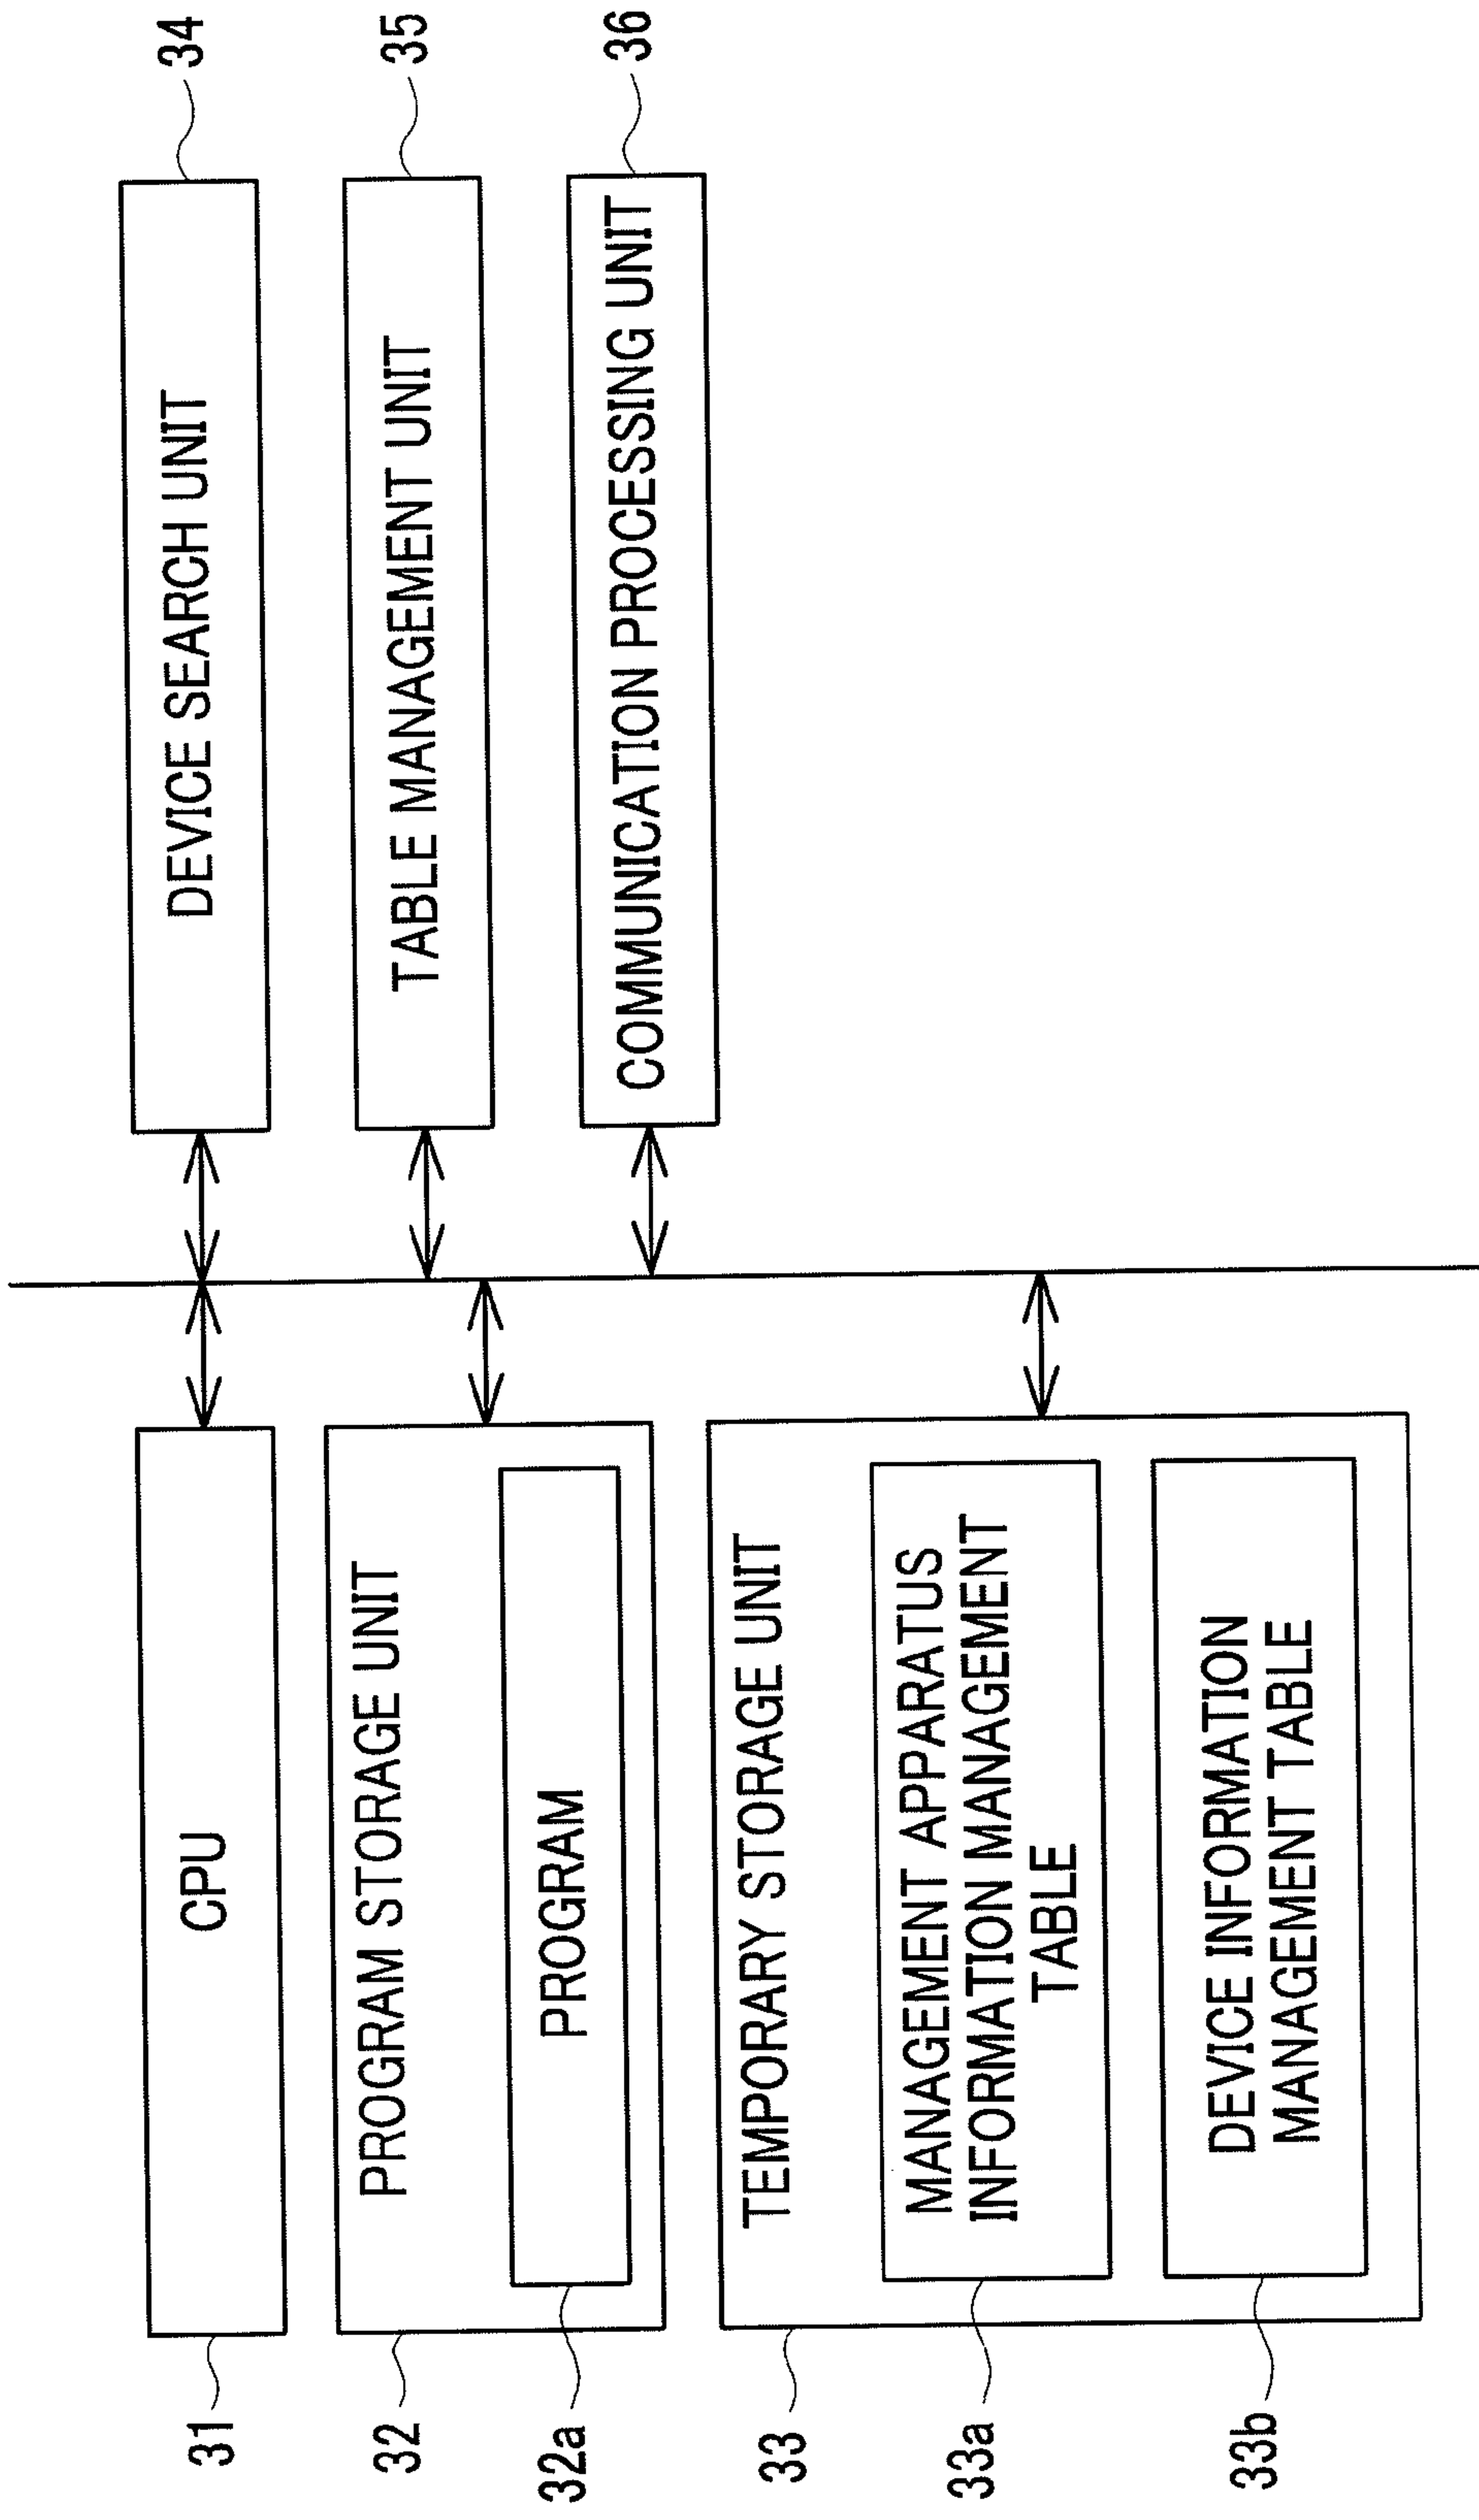 31
CPU
32
PROGRAM STORAGE UNIT
32a
PROGRAM
33
TEMPORARY STORAGE UNIT
33a
MANAGEMENT APPARATUS
INFORMATION MANAGEMENT
TABLE
33b
DEVICE INFORMATION
MANAGEMENT TABLE
DEVICE SEARCH UNIT
34
TABLE MANAGEMENT UNIT
35
COMMUNICATION PROCESSING UNIT
36